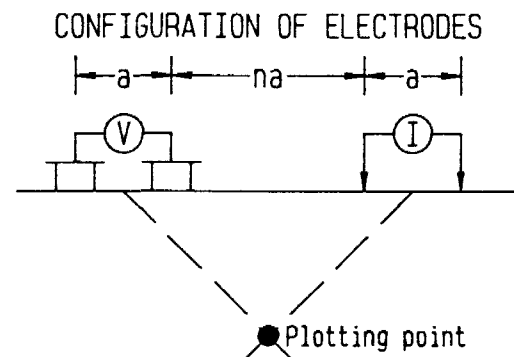 CONFIGURATION OF ELECTRODES
a na a
V I
Plotting point